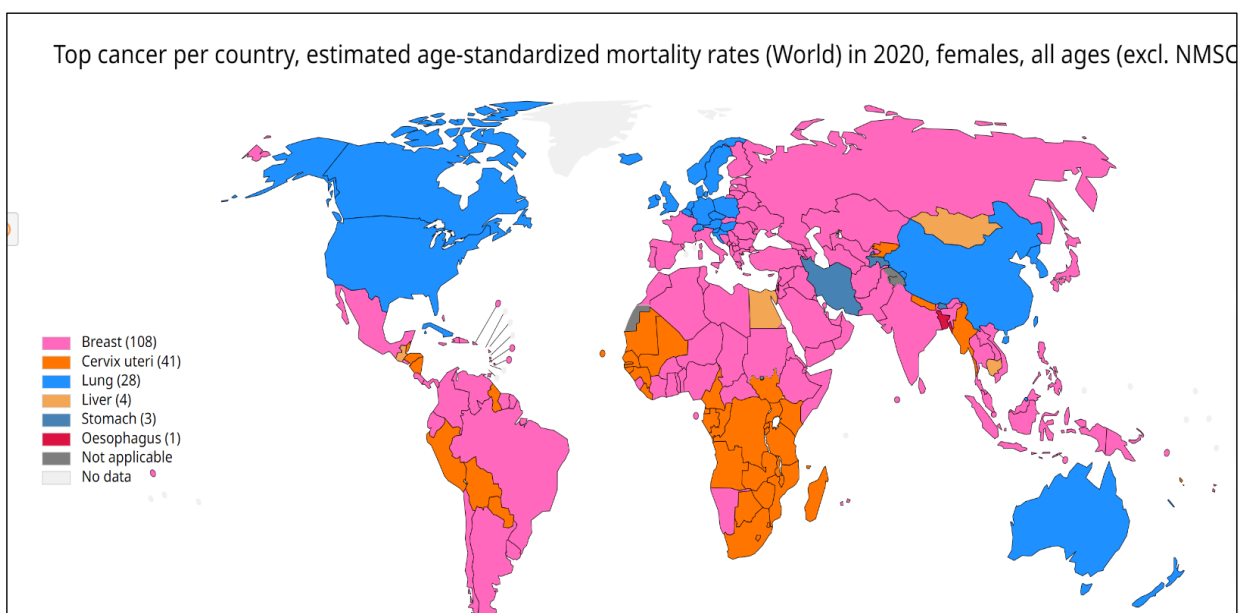 Top cancer per country, estimated age-standardized mortality rates (World) in 2020, females, all ages (excl. NMSC
Breast (108)
Cervix uteri (41)
Lung (28)
Liver (4)
Stomach (3)
Oesophagus (1)
Not applicable
No data